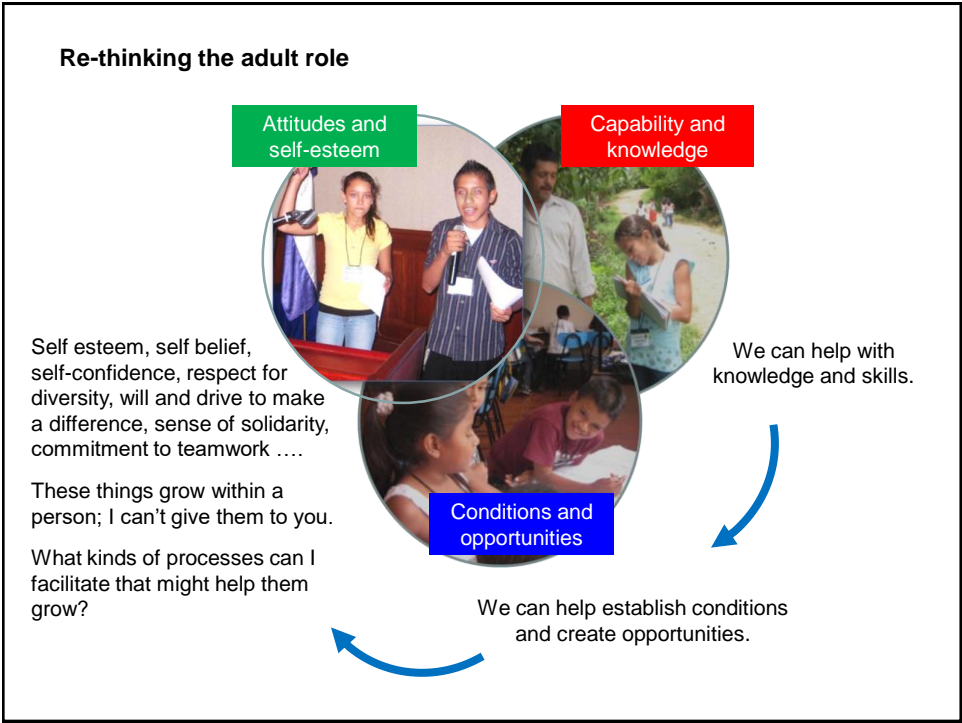 Re-thinking the adult role
Attitudes and
self-esteem
Capability and
knowledge
Self esteem, self belief,
self-confidence, respect for
diversity, will and drive to make
a difference, sense of solidarity,
commitment to teamwork ….
These things grow within a
person; I can’t give them to you.
What kinds of processes can I
facilitate that might help them
grow?
We can help with
knowledge and skills.
Conditions and
opportunities
We can help establish conditions
and create opportunities.